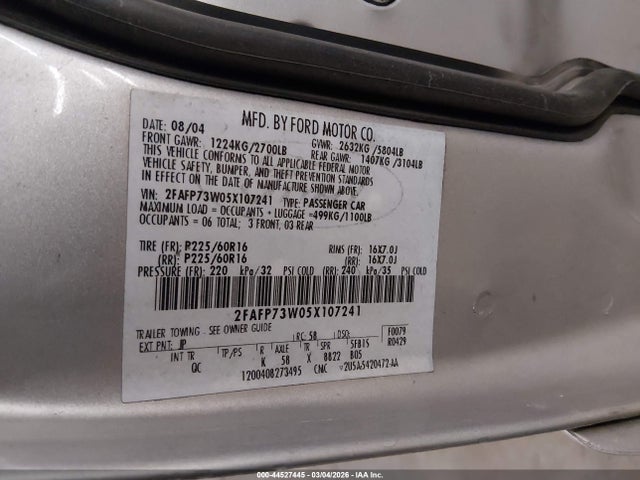 MFD. BY FORD MOTOR CO.
DATE: 08/04 GVWR: 2632KG/5804LB
FRONT GAWR: 1224KG/2700LB REAR GAWR: 1407KG/3104LB
THIS VEHICLE CONFORMS TO ALL APPLICABLE FEDERAL MOTOR
VEHICLE SAFETY, BUMPER, AND THEFT PREVENTION STANDARDS
IN EFFECT ON THE DATE OF MANUFACTURE SHOWN ABOVE.
VIN: 2FAFP73W05X107241 TYPE: PASSENGER CAR
MAXIMUM LOAD = OCCUPANTS + LUGGAGE = 499KG/1100LB
OCCUPANTS = 06 TOTAL; 3 FRONT, 03 REAR
TIRE (FR): P225/60R16 RIMS (FR): 16X7.0J
(RR): P225/60R16 (RR): 16X7.0J
PRESSURE (FR): 220 kPa/32 PSI COLD (RR): 240 kPa/35 PSI COLD
2FAFP73W05X107241
TRAILER TOWING - SEE OWNER GUIDE
EXT PNT: JP RC: 58 DSO: F0079
INT TR TP/PS R AXLE TR SPR SFB15 R0429
QC K 58 X 8822 B05
1200408273495 CMC
000-44527445 - 03/04/2026 - IAA Inc.